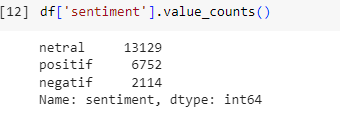 [12] df['sentiment'].value_counts()
netral 13129
positif 6752
negatif 2114
Name: sentiment, dtype: int64